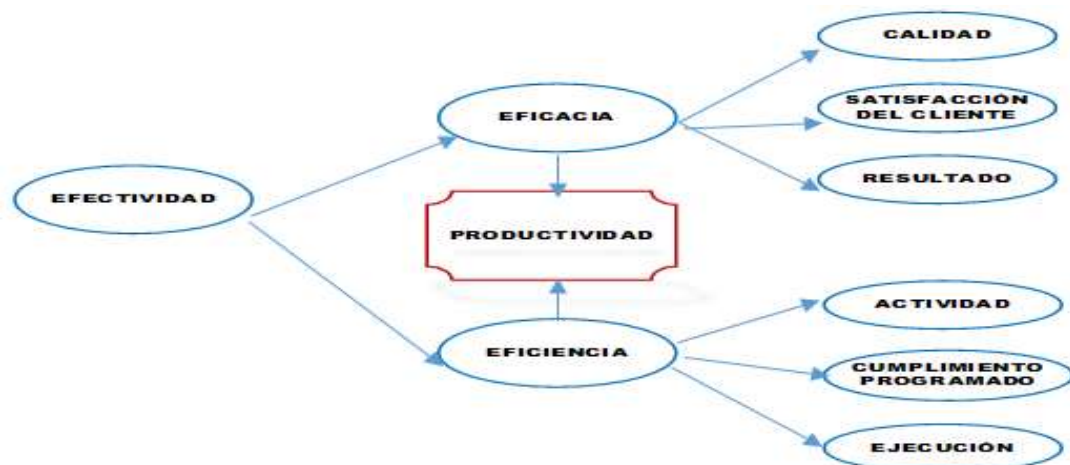 CALIDAD
EFICACIA
SATISFACCIÓN
DEL CLIENTE
RESULTADO
EFECTIVIDAD
PRODUCTIVIDAD
ACTIVIDAD
EFICIENCIA
CUMPLIMIENTO
PROGRAMADO
EJECUCIÓN